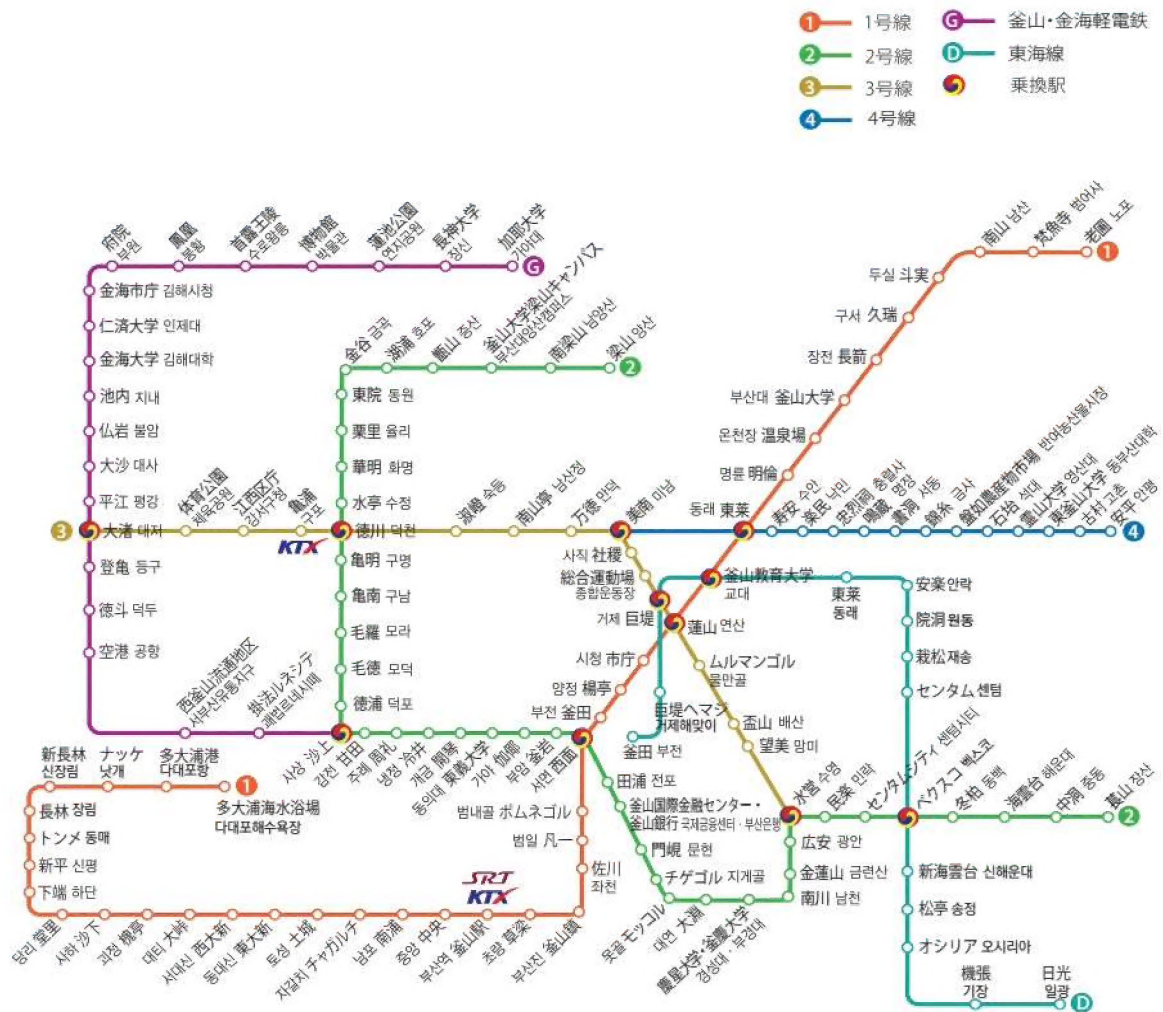 1 1号線
2 2号線
3 3号線
4 4号線
G 釜山・金海軽電鉄
D 東海線
乗換駅
府院 부원
鳳凰 봉황
首露王陵 수로왕릉
博物館 박물관
蓮池公園 연지공원
長神大学 장신
加耶大学 가야대
G
金海市庁 김해시청
仁済大学 인제대
金海大学 김해대학
池内 지내
仏岩 불암
大沙 대사
平江 평강
3
大渚 대저
登亀 등구
徳斗 덕두
空港 공항
西釜山流通地区
서부산유통지구
掛法ルネシテ
괘법르네시떼
体育公園
체육공원
江西区庁
강서구청
亀浦
구포
KTX
徳川 덕천
淑嶝 숙등
南山亭 남산정
万徳 만덕
美南 미남
金谷 금곡
湖浦 호포
甑山 증산
釜山大学梁山キャンパス
부산대양산캠퍼스
南梁山 남양산
梁山 양산
2
東院 동원
栗里 율리
華明 화명
水亭 수정
亀明 구명
亀南 구남
毛羅 모라
毛徳 모덕
徳浦 덕포
사상 沙上
감전 甘田
주례 周礼
냉정 冷井
개금 開琴
동의대 東義大学
가야 伽耶
부암 釜岩
서면 西面
南山 남산
梵魚寺 범어사
老圃 노포
1
두실 斗実
구서 久瑞
장전 長箭
부산대 釜山大学
온천장 温泉場
명륜 明倫
동래 東莱
寿安 수안
楽民 낙민
忠烈祠 충렬사
鳴蔵 명장
書洞 서동
錦糸 금사
盤如農産物市場 반여농산물시장
石坮 석대
霊山大学 영산대
東釜山大学 동부산대학
古村 고촌
安平 안평
4
사직 社稷
総合運動場
종합운동장
거제 巨堤
釜山教育大学
교대
東莱
동래
蓮山 연산
시청 市庁
양정 楊亭
부전 釜田
ムルマンゴル
물만골
巨堤ヘマジ
거제해맞이
釜田 부전
盃山 배산
望美 망미
安楽 안락
院洞 원동
栽松 재송
センタム 센텀
水営 수영
民楽 민락
センタムシティ 센텀시티
ベクスコ 벡스코
冬柏 동백
海雲台 해운대
中洞 중동
萇山 장산
2
田浦 전포
釜山国際金融センター・
釜山銀行 국제금융센터・부산은행
門峴 문현
チゲゴル 지게골
못골 モッコル
대연 大淵
慶星大学・釜慶大学
경성대・부경대
広安 광안
金蓮山 금련산
南川 남천
新海雲台 신해운대
松亭 송정
オシリア 오시리아
機張
기장
日光
일광
D
新長林
신장림
ナッケ
낫개
多大浦港
다대포항
1
多大浦海水浴場
다대포해수욕장
長林 장림
トンメ 동매
新平 신평
下端 하단
당리 堂里
사하 沙下
괴정 槐亭
대티 大峠
서대신 西大新
동대신 東大新
토성 土城
자갈치 チャガルチ
남포 南浦
중앙 中央
부산역 釜山駅
초량 草梁
부산진 釜山鎮
SRT
KTX
범내골 ポムネゴル
범일 凡一
佐川
좌천